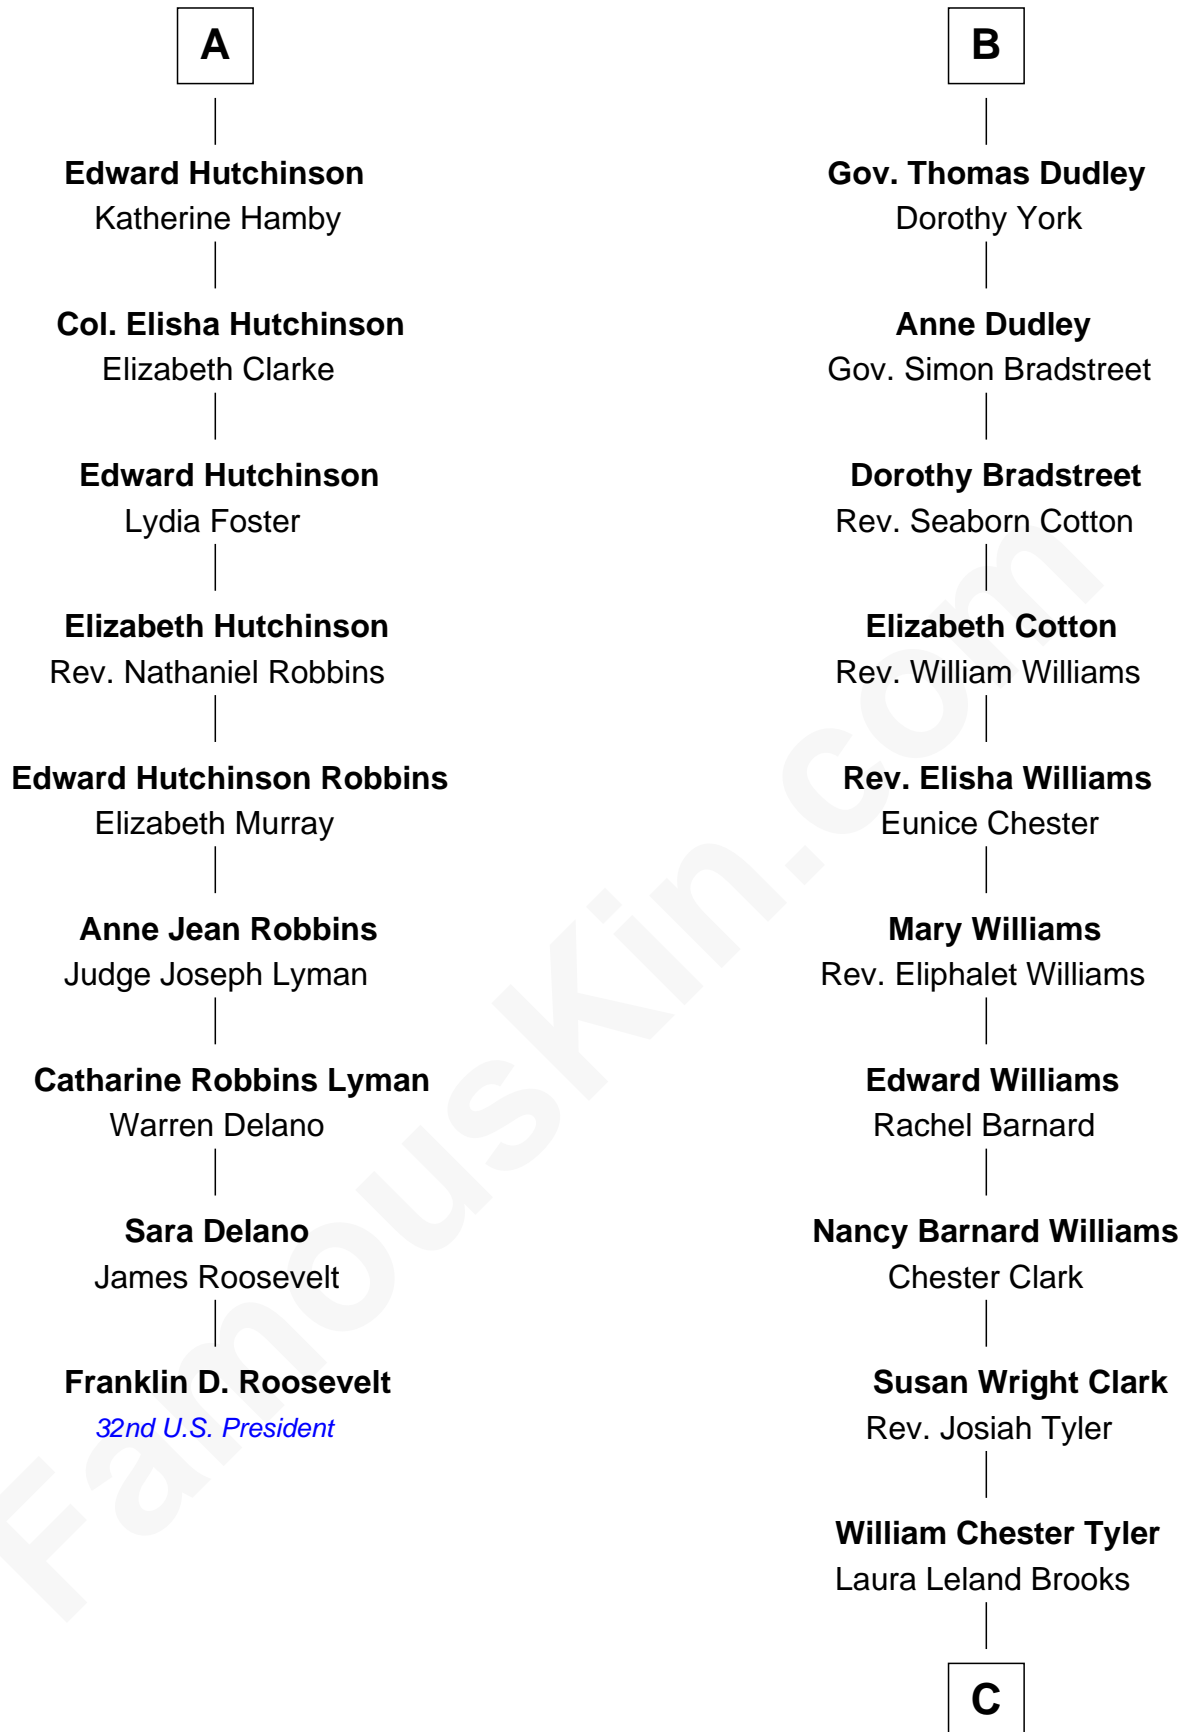 A
Edward Hutchinson
Katherine Hamby
Col. Elisha Hutchinson
Elizabeth Clarke
Edward Hutchinson
Lydia Foster
Elizabeth Hutchinson
Rev. Nathaniel Robbins
Edward Hutchinson Robbins
Elizabeth Murray
Anne Jean Robbins
Judge Joseph Lyman
Catharine Robbins Lyman
Warren Delano
Sara Delano
James Roosevelt
Franklin D. Roosevelt
32nd U.S. President
B
Gov. Thomas Dudley
Dorothy York
Anne Dudley
Gov. Simon Bradstreet
Dorothy Bradstreet
Rev. Seaborn Cotton
Elizabeth Cotton
Rev. William Williams
Rev. Elisha Williams
Eunice Chester
Mary Williams
Rev. Eliphalet Williams
Edward Williams
Rachel Barnard
Nancy Barnard Williams
Chester Clark
Susan Wright Clark
Rev. Josiah Tyler
William Chester Tyler
Laura Leland Brooks
C
FamousKin.com